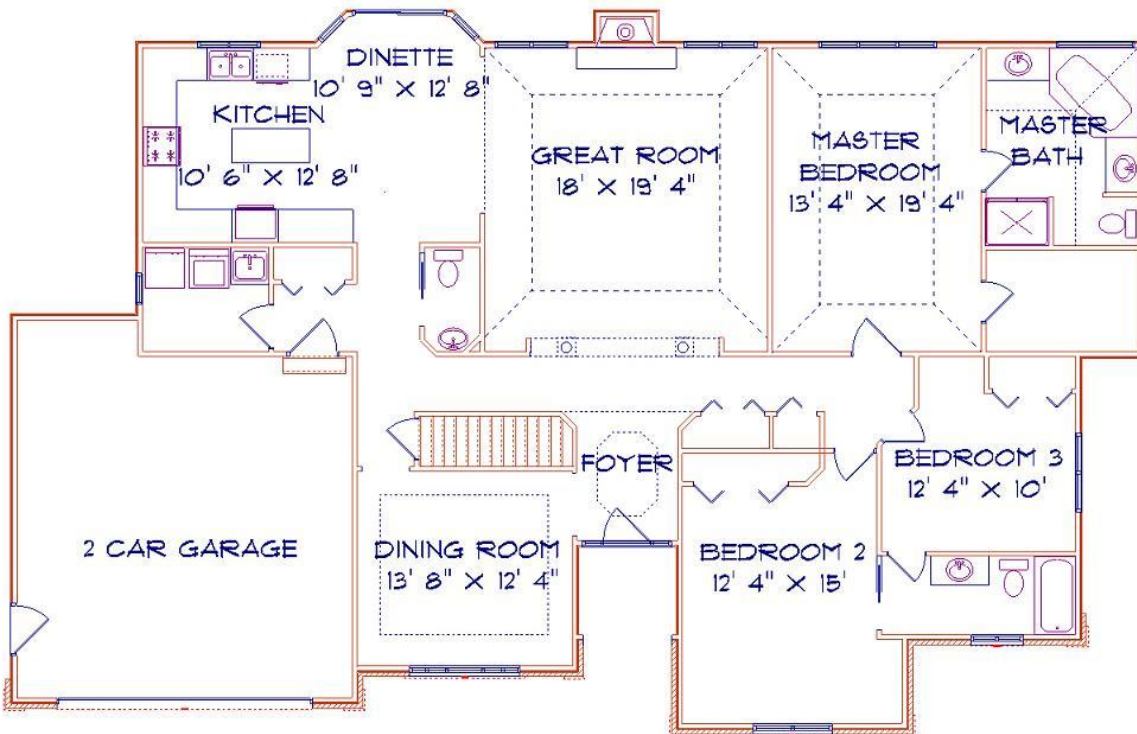 DINETTE
10' 9" X 12' 8"
KITCHEN
10' 6" X 12' 8"
GREAT ROOM
18' X 19' 4"
MASTER
BEDROOM
13' 4" X 19' 4"
MASTER
BATH
FOYER
BEDROOM 3
12' 4" X 10'
2 CAR GARAGE
DINING ROOM
13' 8" X 12' 4"
BEDROOM 2
12' 4" X 15'